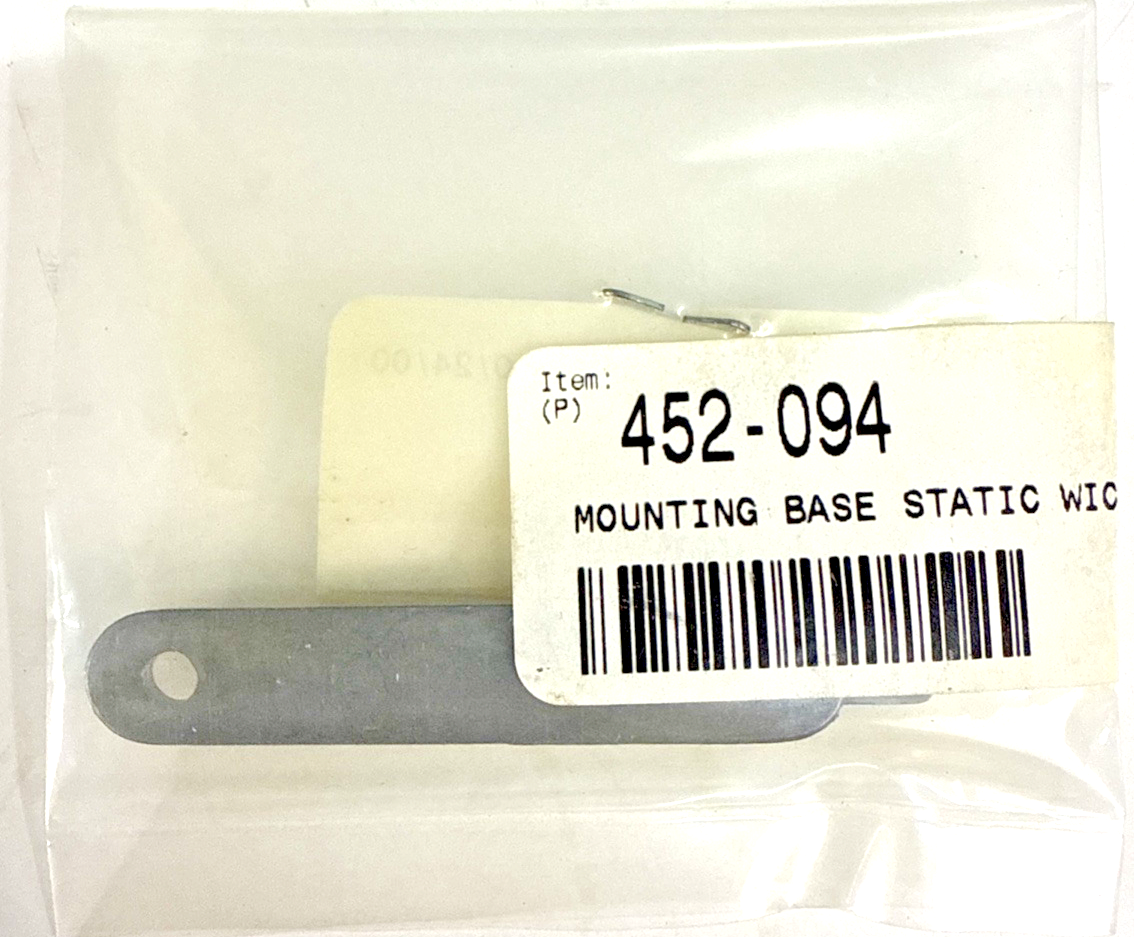 Item:
(P) 452-094
MOUNTING BASE STATIC WIC